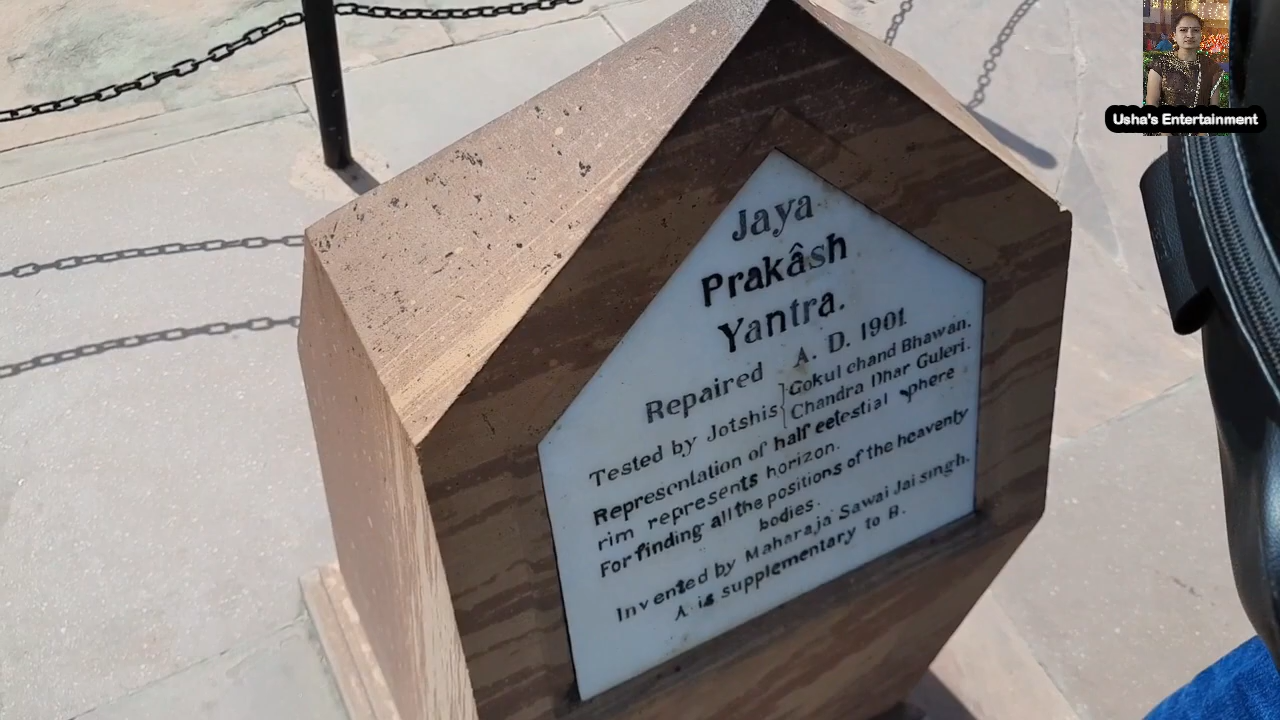 Jaya
Prakâsh
Yantra.
Repaired A. D. 1901
Tested by Jotshis { Gokul chand Bhawan.
Chandra Dhar Guleri.
Representation of half celestial sphere
rim represents horizon.
For finding all the positions of the heavenly
bodies.
Invented by Maharaja Sawai Jai singh.
A is supplementary to B.
Usha's Entertainment